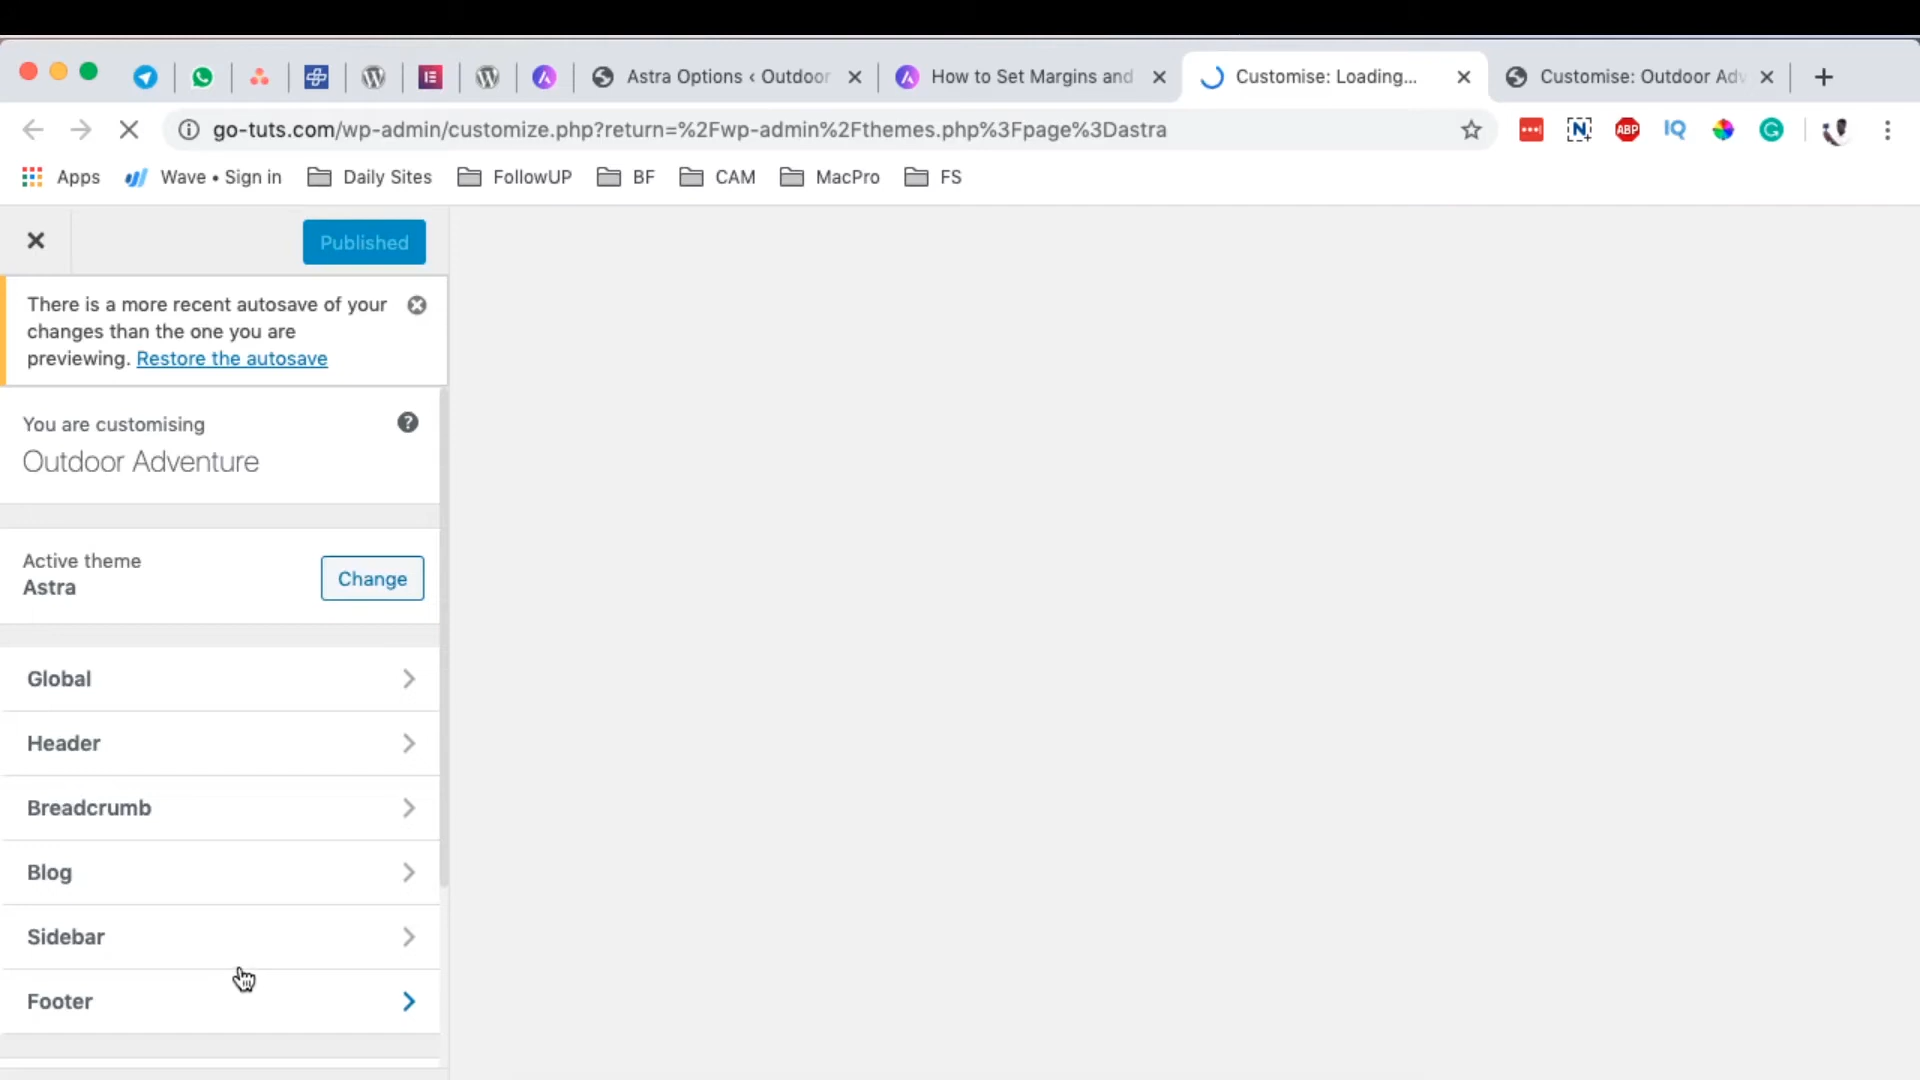 Astra Options ‹ Outdoor
How to Set Margins and
Customise: Loading...
Customise: Outdoor Adv
go-tuts.com/wp-admin/customize.php?return=%2Fwp-admin%2Fthemes.php%3Fpage%3Dastra
N
ABP
IQ
G
Apps
Wave • Sign in
Daily Sites
FollowUP
BF
CAM
MacPro
FS
Published
There is a more recent autosave of your
changes than the one you are
previewing. Restore the autosave
You are customising
Outdoor Adventure
Active theme
Astra
Change
Global
Header
Breadcrumb
Blog
Sidebar
Footer